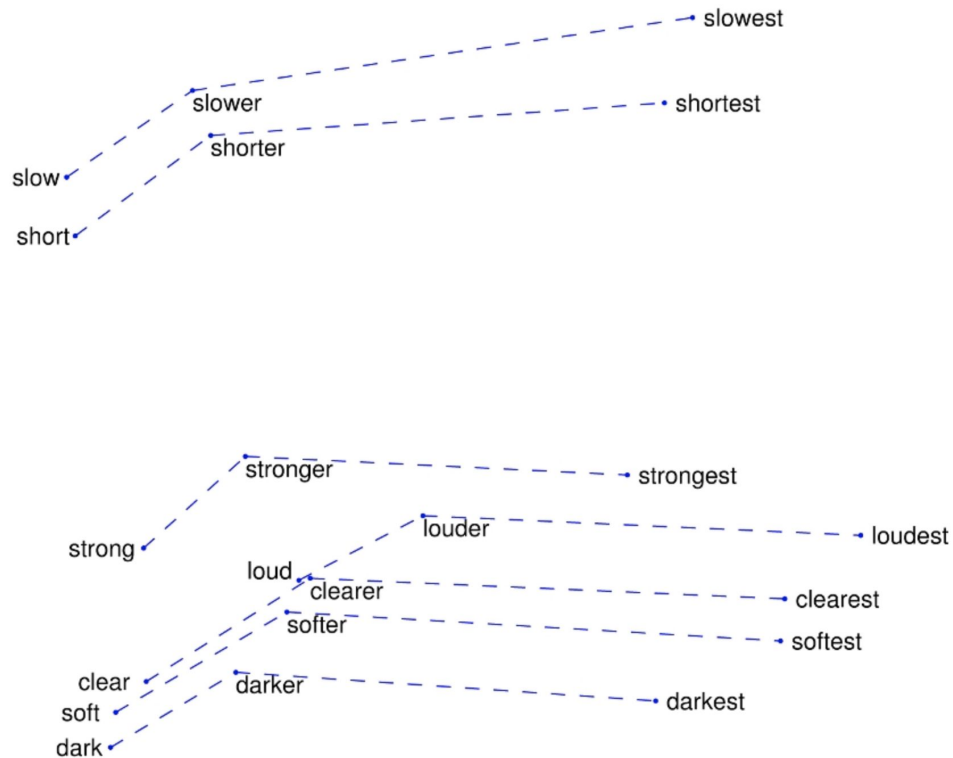 slowest
slower
shortest
shorter
slow
short
stronger
strongest
strong
louder
loudest
loud
clearer
clearest
softer
softest
clear
darker
soft
darkest
dark